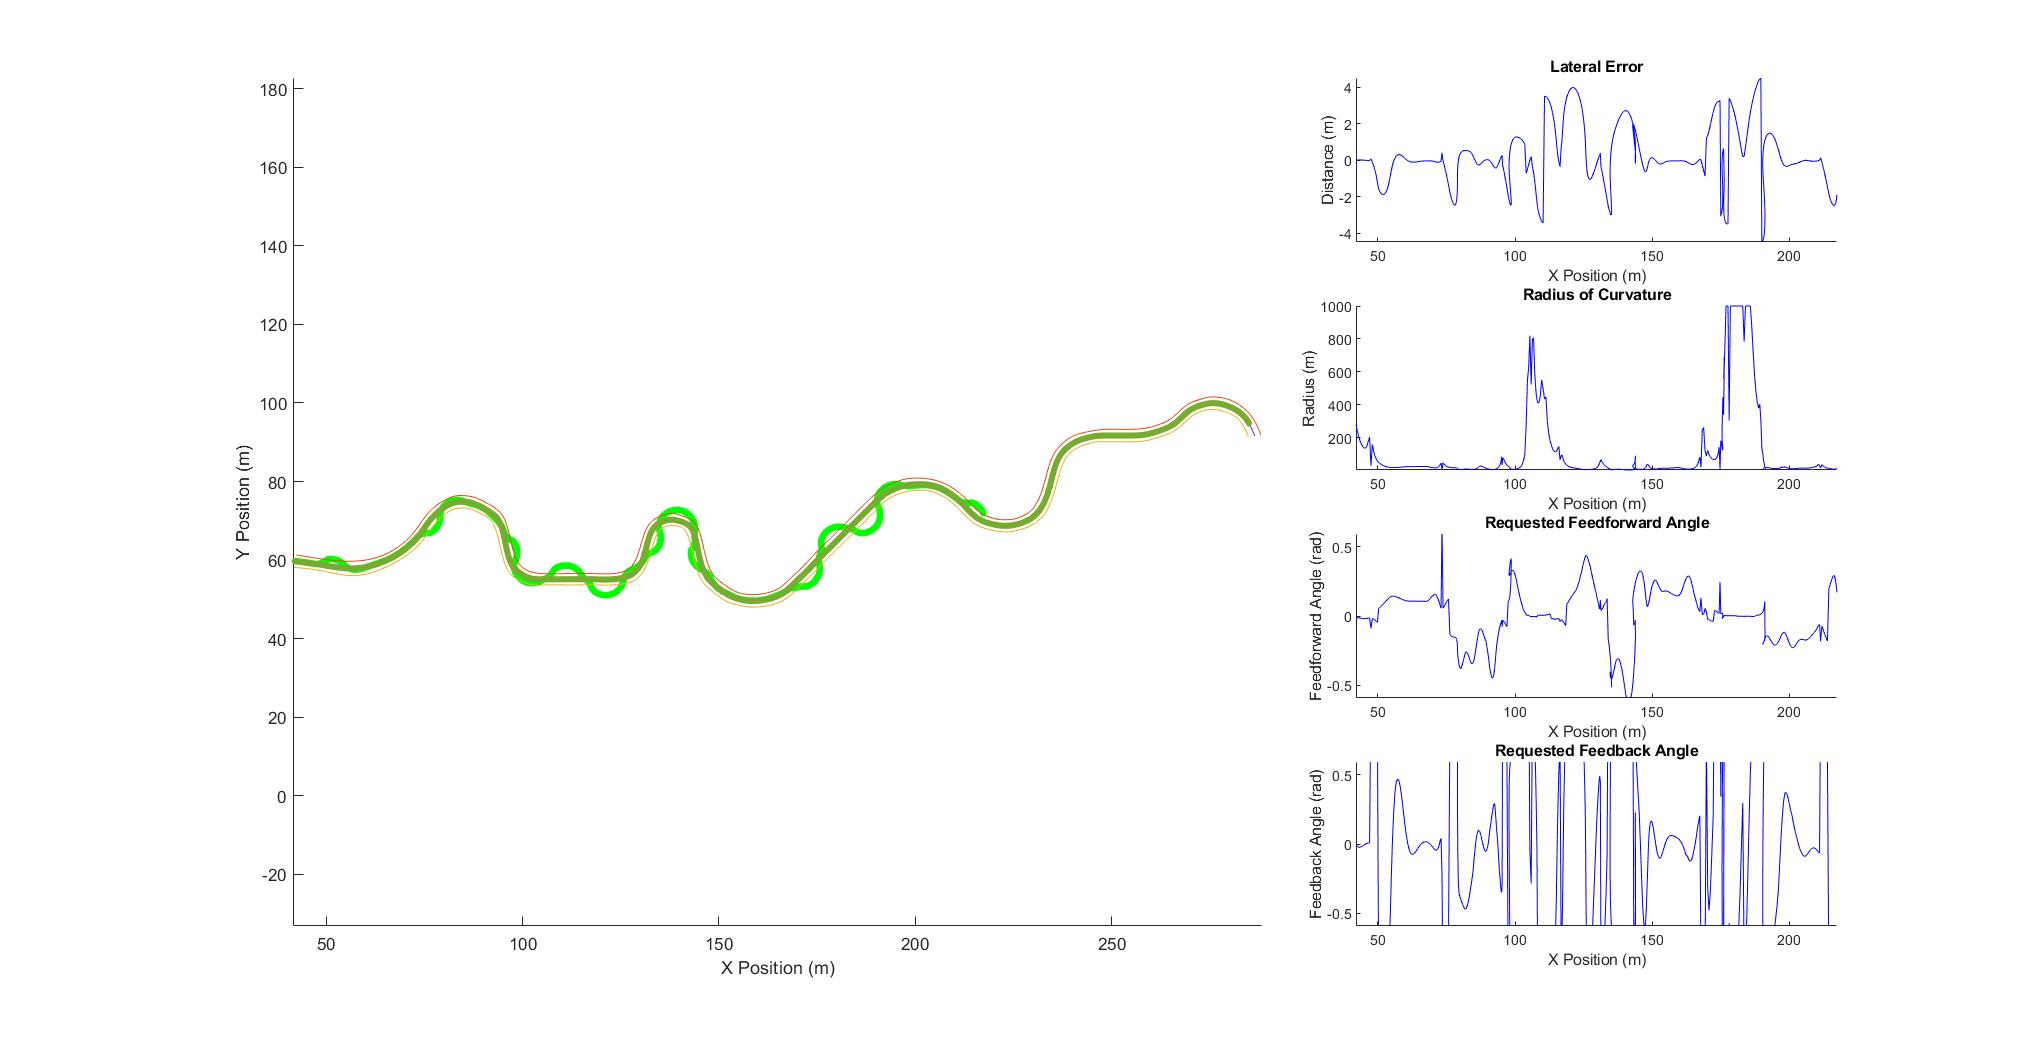 180
160
140
120
100
80
60
40
20
0
-20
Y Position (m)
50 100 150 200 250
X Position (m)
Lateral Error
4
2
0
-2
-4
Distance (m)
50 100 150 200
X Position (m)
Radius of Curvature
1000
800
600
400
200
Radius (m)
50 100 150 200
X Position (m)
Requested Feedforward Angle
0.5
0
-0.5
Feedforward Angle (rad)
50 100 150 200
X Position (m)
Requested Feedback Angle
0.5
0
-0.5
Feedback Angle (rad)
50 100 150 200
X Position (m)